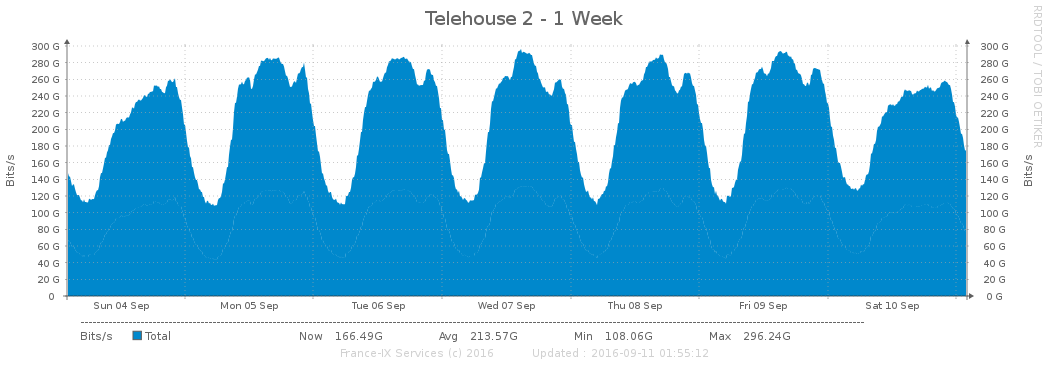 Telehouse 2 - 1 Week
RRDTOOL / TOBI OETIKER
Bits/s
300 G 300 G
280 G 280 G
260 G 260 G
240 G 240 G
220 G 220 G
200 G 200 G
180 G 180 G
160 G 160 G
140 G 140 G
120 G 120 G
100 G 100 G
80 G 80 G
60 G 60 G
40 G 40 G
20 G 20 G
0 0 G
Bits/s
Sun 04 Sep Mon 05 Sep Tue 06 Sep Wed 07 Sep Thu 08 Sep Fri 09 Sep Sat 10 Sep
Bits/s Total Now 166.49G Avg 213.57G Min 108.06G Max 296.24G
France-IX Services (c) 2016 Updated : 2016-09-11 01:55:12